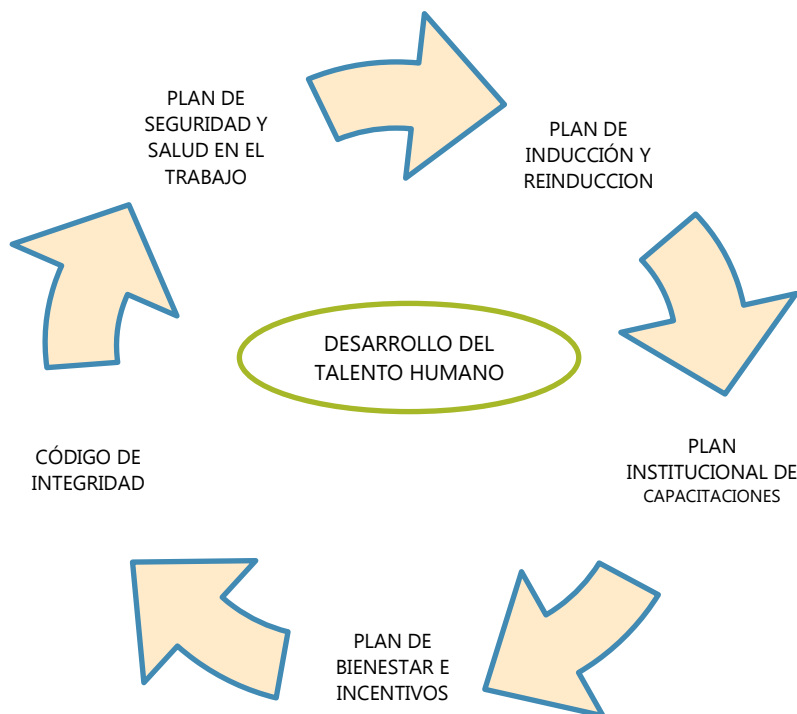 PLAN DE
SEGURIDAD Y
SALUD EN EL
TRABAJO
PLAN DE
INDUCCIÓN Y
REINDUCCION
DESARROLLO DEL
TALENTO HUMANO
CÓDIGO DE
INTEGRIDAD
PLAN
INSTITUCIONAL DE
CAPACITACIONES
PLAN DE
BIENESTAR E
INCENTIVOS